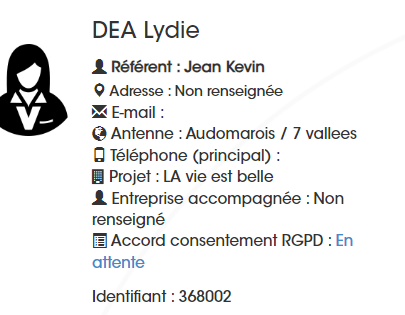 DEA Lydie
Référent : Jean Kevin
Adresse : Non renseignée
E-mail :
Antenne : Audomarois / 7 vallees
Téléphone (principal) :
Projet : LA vie est belle
Entreprise accompagnée : Non
renseigné
Accord consentement RGPD : En
attente
Identifiant : 368002